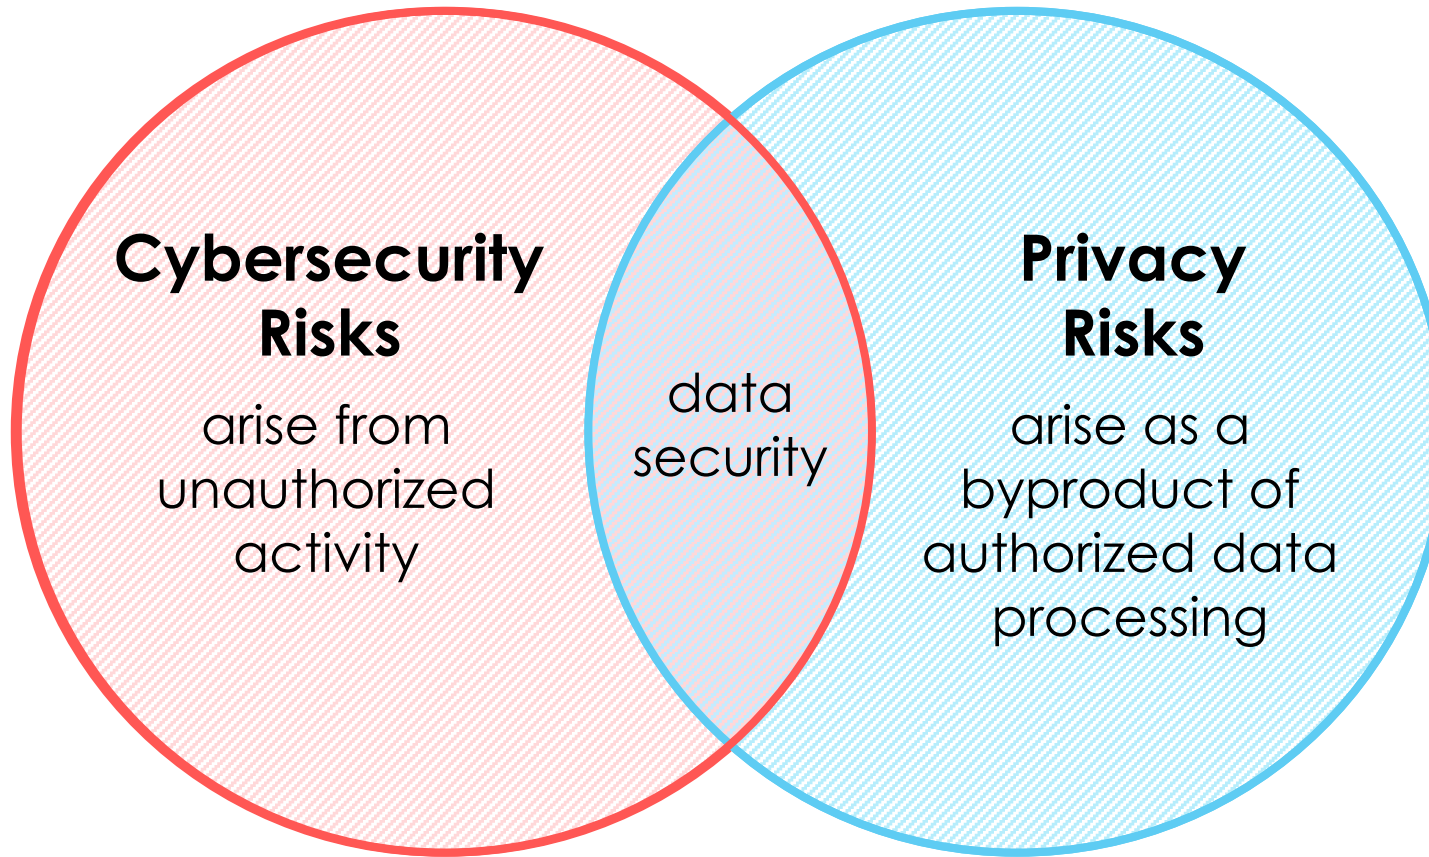 Cybersecurity
Risks
arise from
unauthorized
activity
data
security
Privacy
Risks
arise as a
byproduct of
authorized data
processing